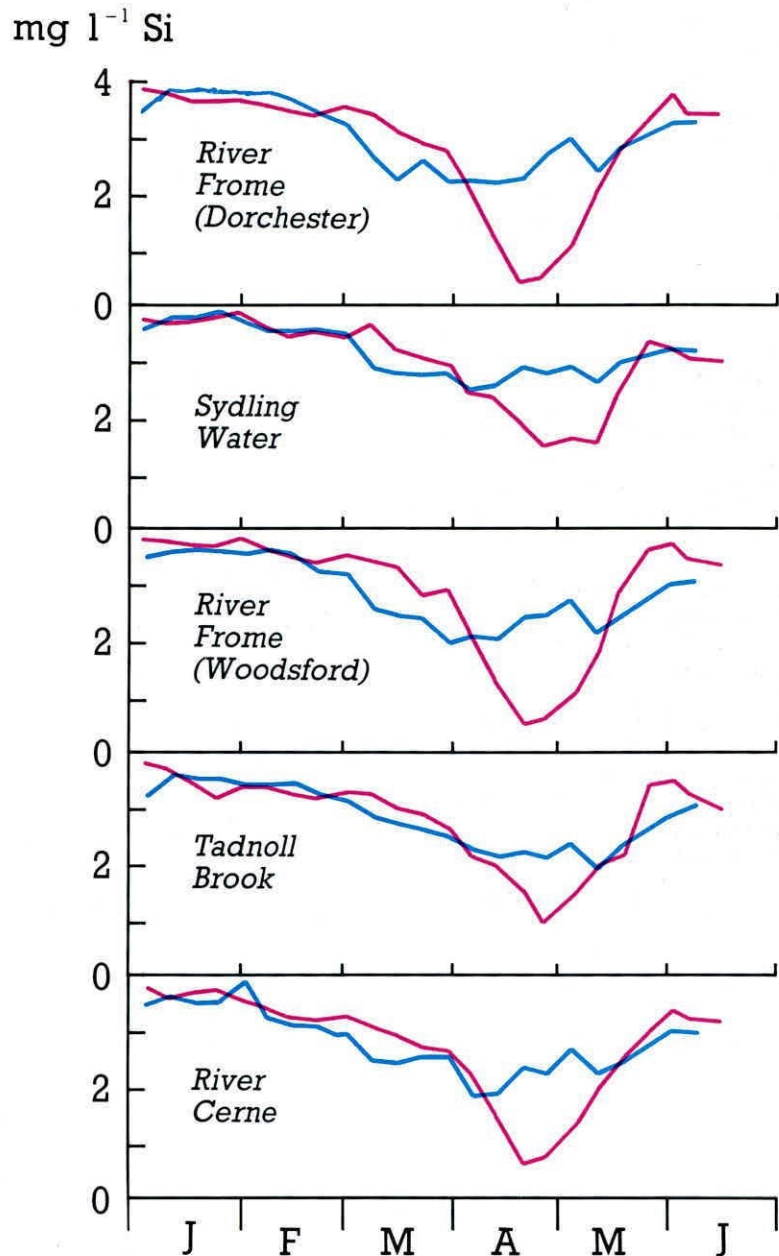 mg l⁻¹ Si
4
River
Frome
(Dorchester)
2
0
Sydling
Water
2
0
River
Frome
(Woodsford)
2
0
Tadnoll
Brook
2
0
River
Cerne
2
0
J F M A M J